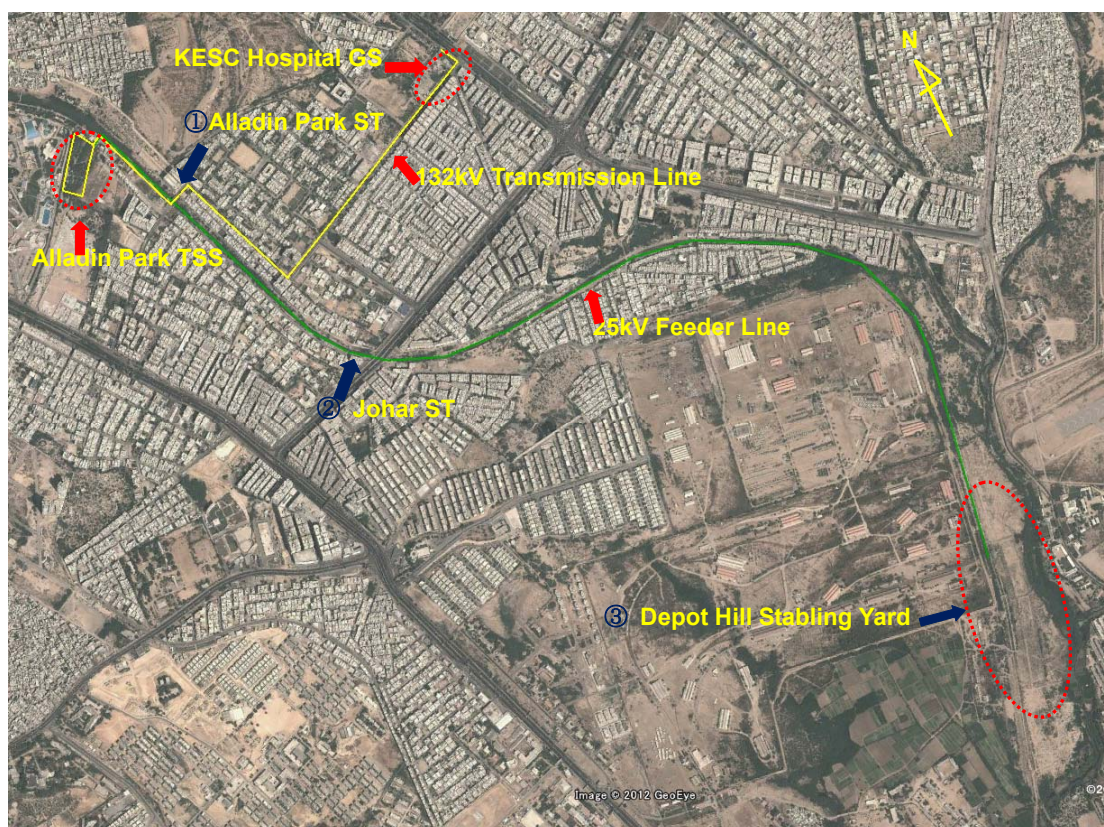 N
KESC Hospital GS
①Alladin Park ST
132kV Transmission Line
Alladin Park TSS
25kV Feeder Line
② Johar ST
③ Depot Hill Stabling Yard
Image © 2012 GeoEye